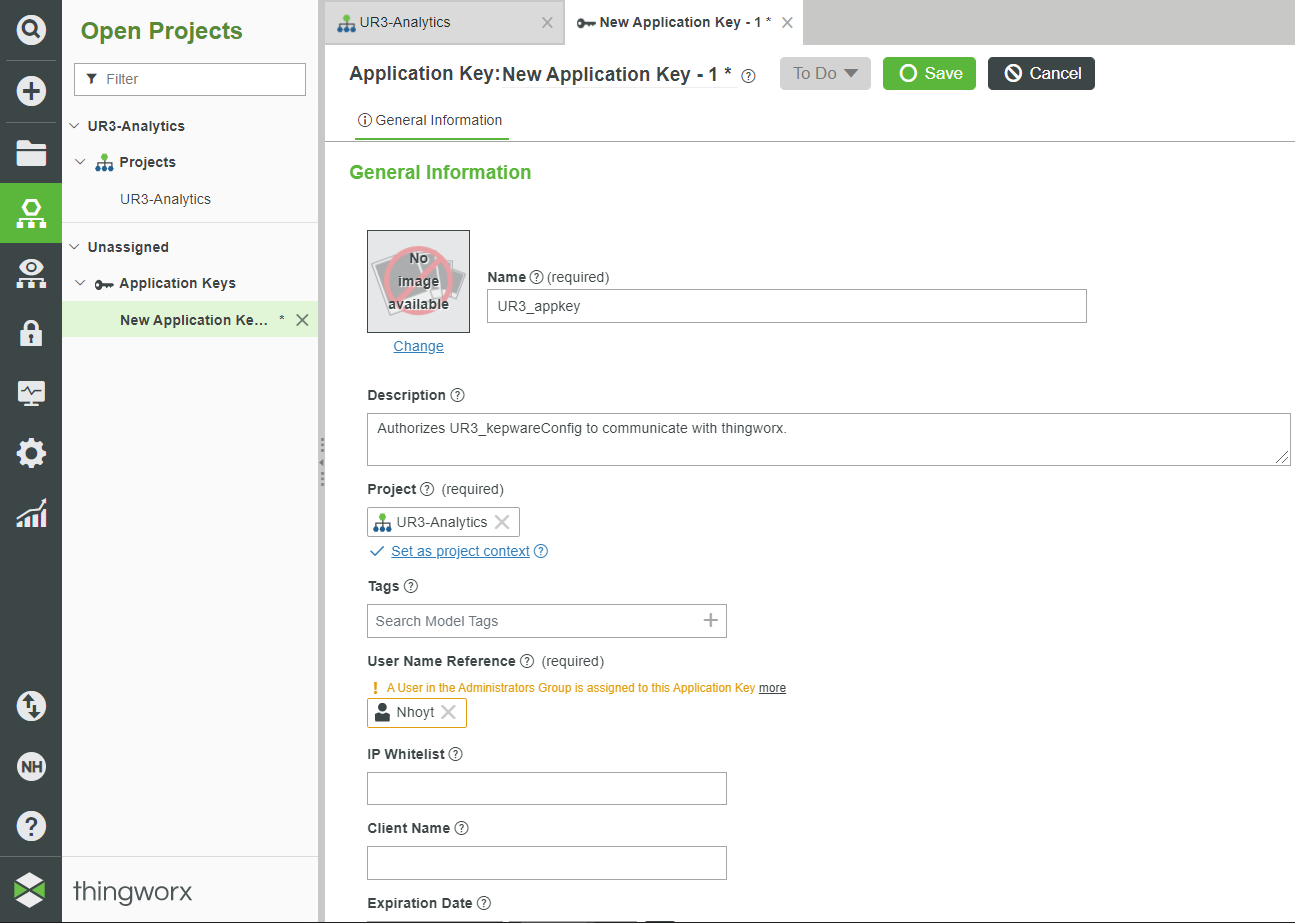 Open Projects
Filter
UR3-Analytics
Projects
UR3-Analytics
Unassigned
Application Keys
New Application Ke... *
NH
?
thingworx
UR3-Analytics
New Application Key - 1 *
Application Key: New Application Key - 1 * ?
To Do
Save
Cancel
General Information
General Information
No image available
Change
Name ? (required)
UR3_appkey
Description ?
Authorizes UR3_kepwareConfig to communicate with thingworx.
Project ? (required)
UR3-Analytics
Set as project context ?
Tags ?
Search Model Tags
User Name Reference ? (required)
! A User in the Administrators Group is assigned to this Application Key more
Nhoyt
IP Whitelist ?
Client Name ?
Expiration Date ?